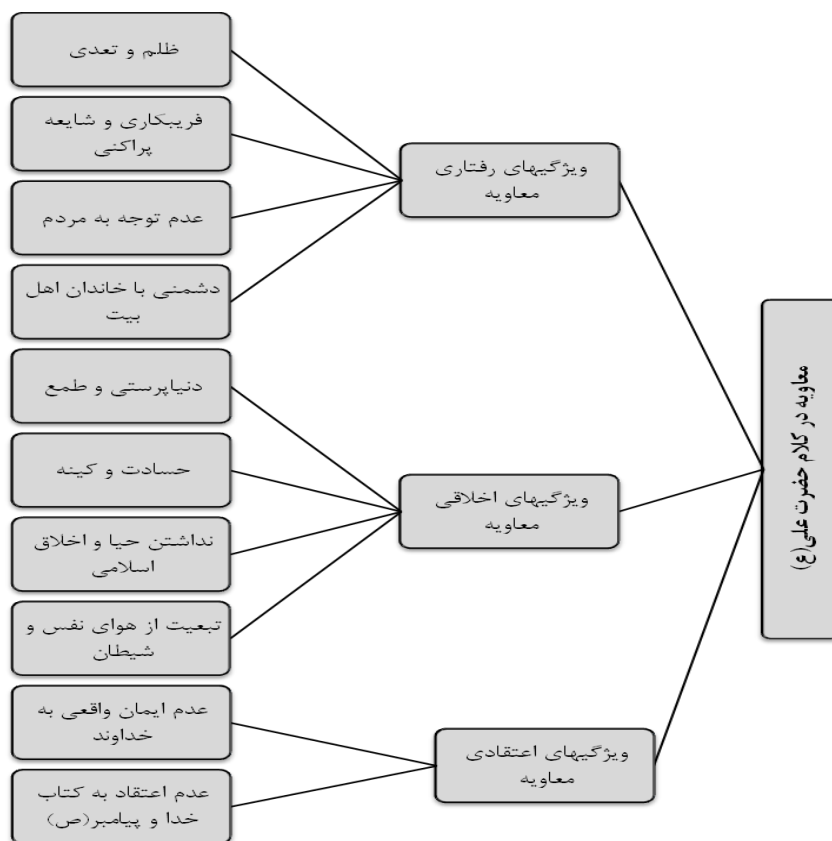 معاویه در کلام حضرت علی(ع)
ویژگیهای رفتاری
معاویه
ظلم و تعدی
فریبکاری و شایعه
پراکنی
عدم توجه به مردم
دشمنی با خاندان اهل
بیت
ویژگیهای اخلاقی
معاویه
دنیاپرستی و طمع
حسادت و کینه
نداشتن حیا و اخلاق
اسلامی
تبعیت از هوای نفس و
شیطان
ویژگیهای اعتقادی
معاویه
عدم ایمان واقعی به
خداوند
عدم اعتقاد به کتاب
خدا و پیامبر(ص)